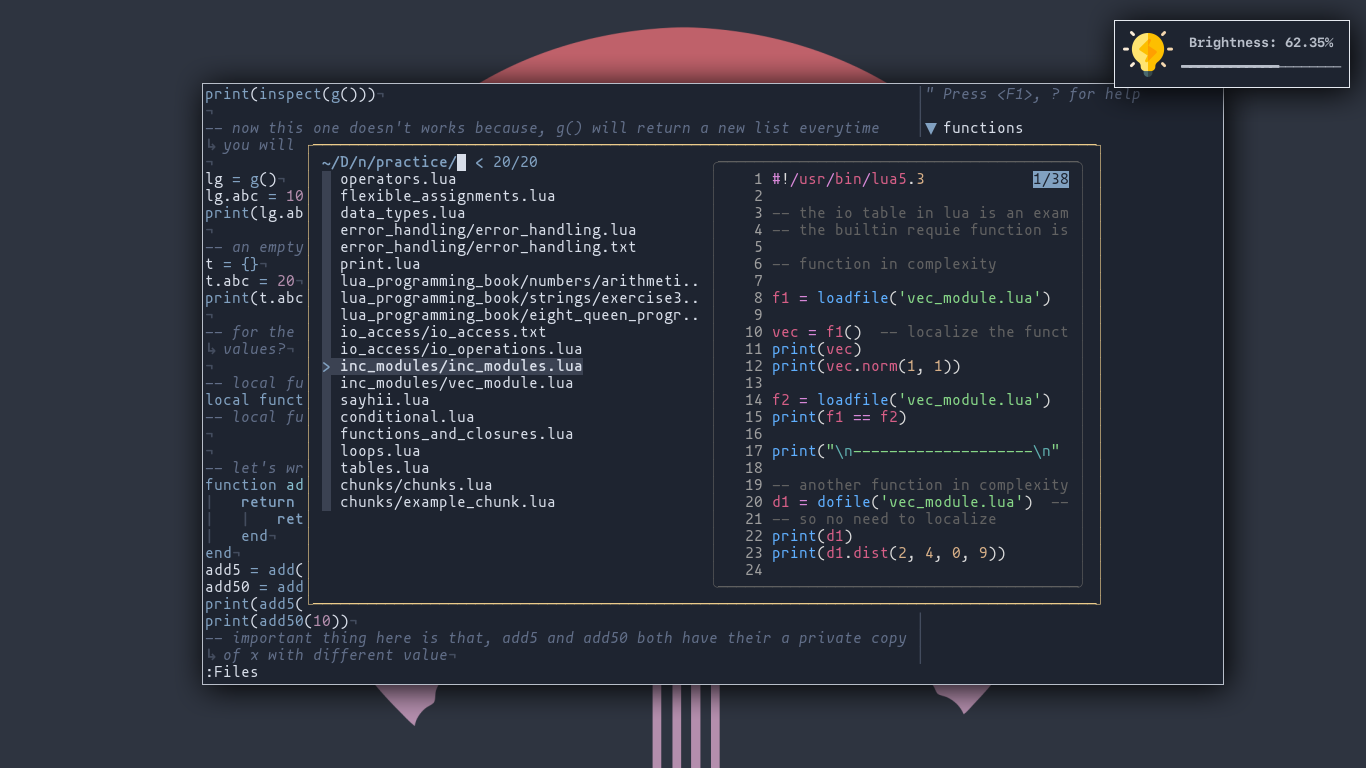 Brightness: 62.35%
print(inspect(g()))¬
" Press <F1>, ? for help
¬
-- now this one doesn't works because, g() will return a new list everytime
▼ functions
↳ you will
¬
lg = g()¬
lg.abc = 10
print(lg.ab
¬
-- an empty
t = {}¬
t.abc = 20¬
print(t.abc
¬
-- for the
↳ values?¬
¬
-- local fu
local funct
-- local fu
¬
¬
-- let's wr
function ad
|   return
|   |   ret
|   end¬
end¬
add5 = add(
add50 = add
print(add5(
print(add50(10))¬
-- important thing here is that, add5 and add50 both have their a private copy
↳ of x with different value¬
:Files
~/D/n/practice/ < 20/20
operators.lua
flexible_assignments.lua
data_types.lua
error_handling/error_handling.lua
error_handling/error_handling.txt
print.lua
lua_programming_book/numbers/arithmeti..
lua_programming_book/strings/exercise3..
lua_programming_book/eight_queen_progr..
io_access/io_access.txt
io_access/io_operations.lua
> inc_modules/inc_modules.lua
inc_modules/vec_module.lua
sayhii.lua
conditional.lua
functions_and_closures.lua
loops.lua
tables.lua
chunks/chunks.lua
chunks/example_chunk.lua
1 #!/usr/bin/lua5.3 1/38
2
3 -- the io table in lua is an exam
4 -- the builtin requie function is
5
6 -- function in complexity
7
8 f1 = loadfile('vec_module.lua')
9
10 vec = f1()  -- localize the funct
11 print(vec)
12 print(vec.norm(1, 1))
13
14 f2 = loadfile('vec_module.lua')
15 print(f1 == f2)
16
17 print("\n--------------------\n"
18
19 -- another function in complexity
20 d1 = dofile('vec_module.lua')  --
21 -- so no need to localize
22 print(d1)
23 print(d1.dist(2, 4, 0, 9))
24